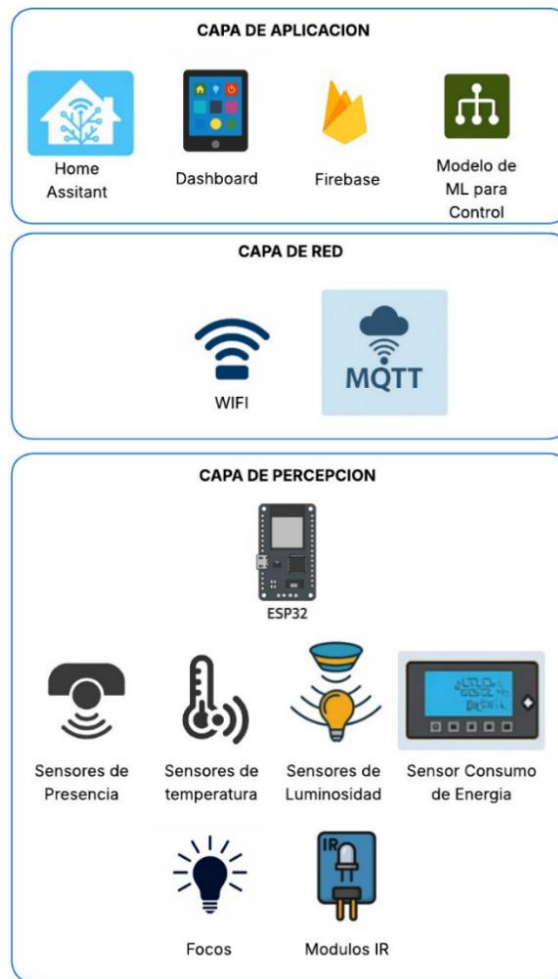 CAPA DE APLICACION
Home
Assitant
Dashboard
Firebase
Modelo de
ML para
Control
CAPA DE RED
WIFI
MQTT
CAPA DE PERCEPCION
ESP32
Sensores de
Presencia
Sensores de
temperatura
Sensores de
Luminosidad
Sensor Consumo
de Energia
Focos
IR
Modulos IR